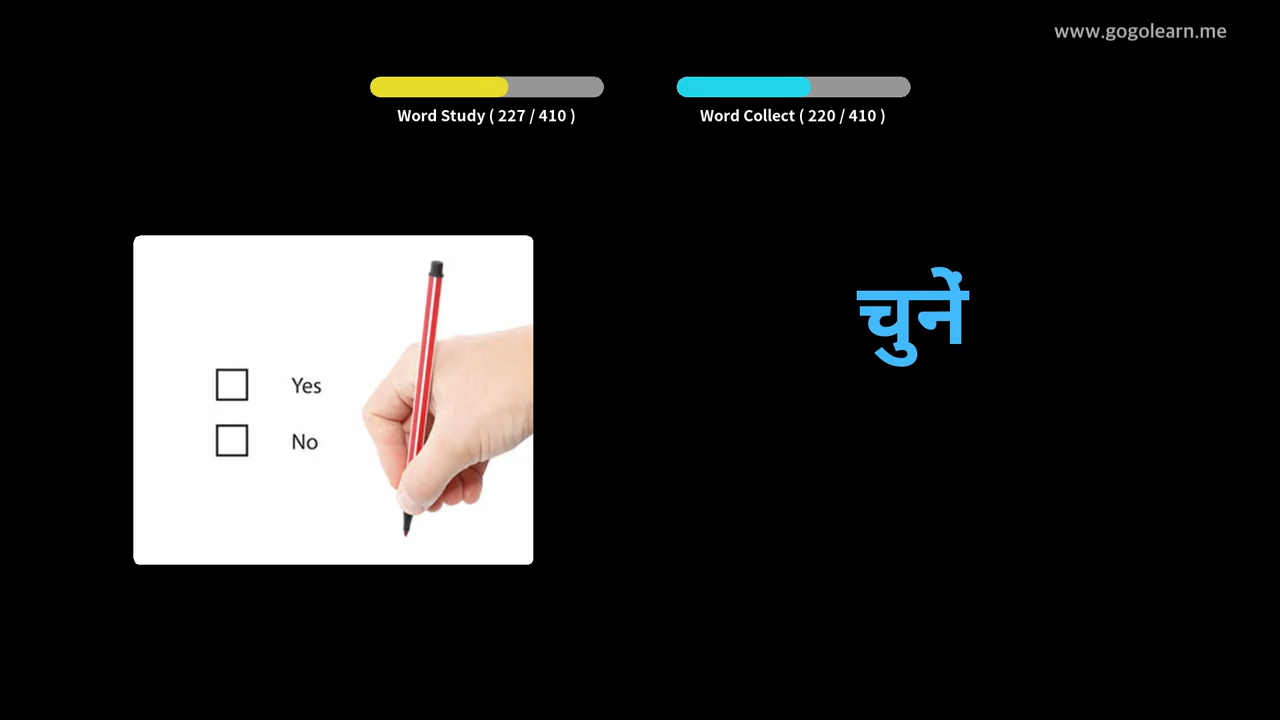 www.gogolearn.me
Word Study ( 227 / 410 )
Word Collect ( 220 / 410 )
चुनें
Yes
No